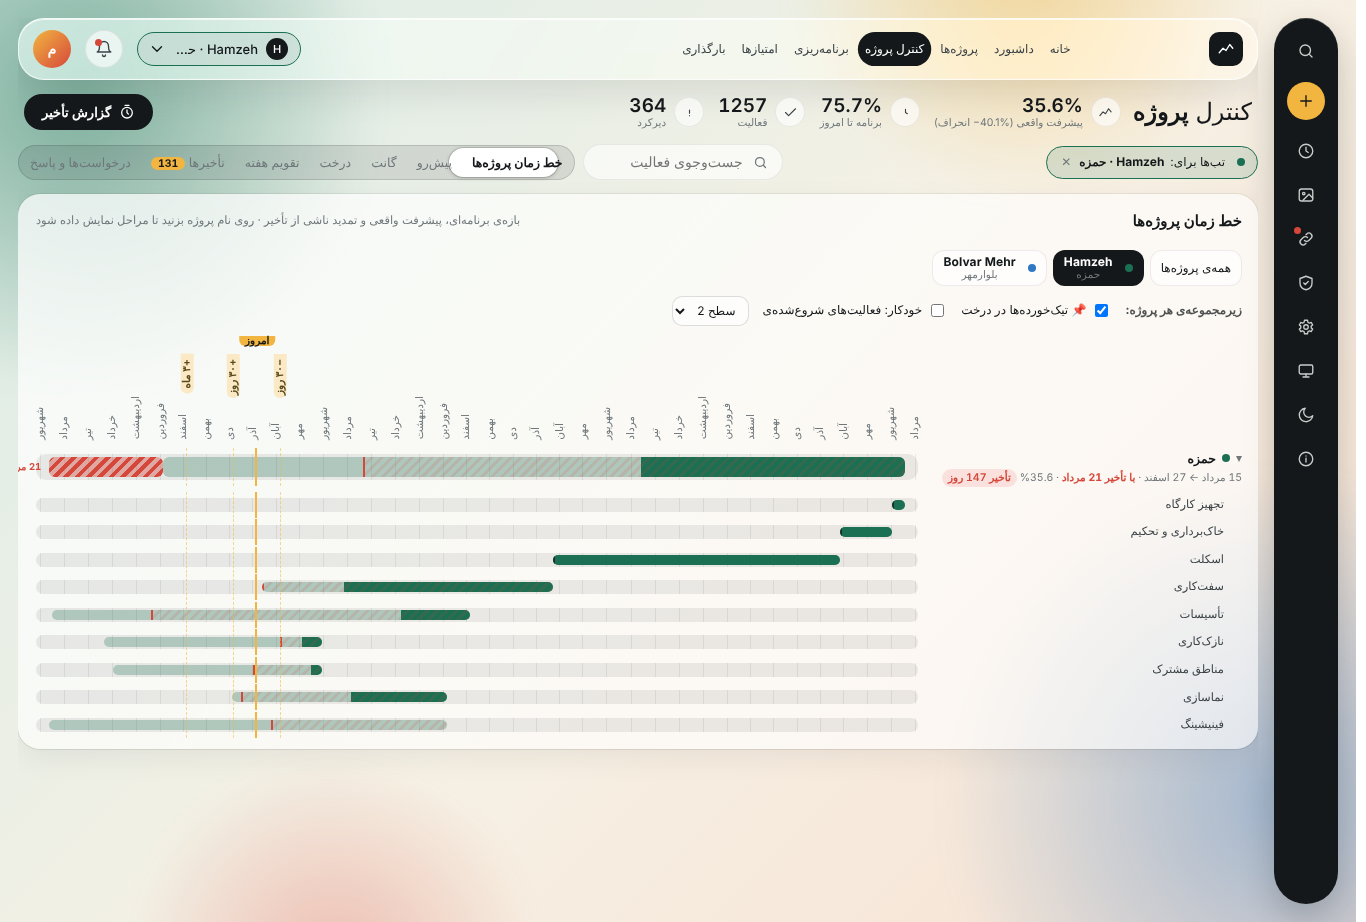 خانه
داشبورد
پروژه‌ها
کنترل پروژه
برنامه‌ریزی
امتیازها
بارگذاری
H Hamzeh · حـ...
م
کنترل پروژه
35.6%
پیشرفت واقعی (40.1%− انحراف)
75.7%
برنامه تا امروز
1257
فعالیت
364
دیرکرد
گزارش تأخیر
تب‌ها برای: Hamzeh · حمزه ✕
جست‌وجوی فعالیت
خط زمان پروژه‌ها
پیش‌رو
گانت
درخت
تقویم هفته
تأخیرها 131
درخواست‌ها و پاسخ
خط زمان پروژه‌ها
بازه‌ی برنامه‌ای، پیشرفت واقعی و تمدید ناشی از تأخیر · روی نام پروژه بزنید تا مراحل نمایش داده شود
همه‌ی پروژه‌ها
Hamzeh
حمزه
Bolvar Mehr
بلوارمهر
زیرمجموعه‌ی هر پروژه:
📌 تیک‌خورده‌ها در درخت
خودکار: فعالیت‌های شروع‌شده‌ی
سطح 2
امروز
−۳۰ روز
+۳۰ روز
+۳ ماه
مرداد
شهریور
مهر
آبان
آذر
دی
بهمن
اسفند
فروردین
اردیبهشت
خرداد
تیر
مرداد
شهریور
مهر
آبان
آذر
دی
بهمن
اسفند
فروردین
اردیبهشت
خرداد
تیر
مرداد
شهریور
مهر
آبان
آذر
دی
بهمن
اسفند
فروردین
اردیبهشت
خرداد
تیر
مرداد
شهریور
▾ حمزه
15 مرداد ← 27 اسفند · با تأخیر 21 مرداد · 35.6% تأخیر 147 روز
21 مر
تجهیز کارگاه
خاک‌برداری و تحکیم
اسکلت
سفت‌کاری
تأسیسات
نازک‌کاری
مناطق مشترک
نماسازی
فینیشینگ